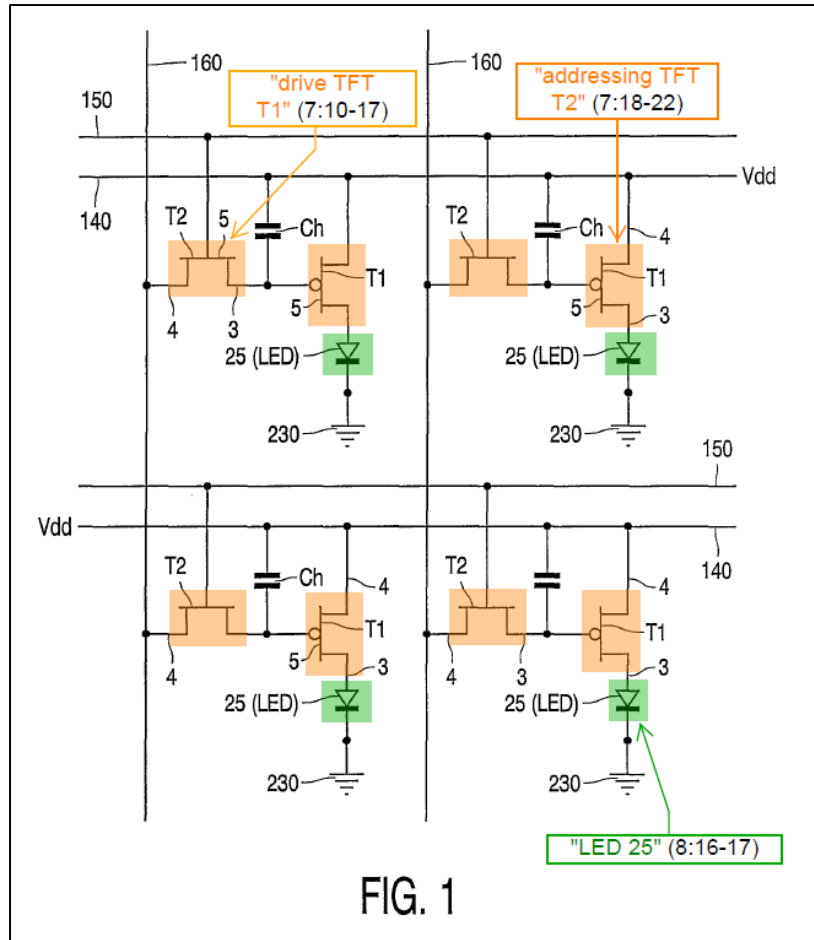 160
160
"drive TFT
T1" (7:10-17)
"addressing TFT
T2" (7:18-22)
150
140
Vdd
T2
5
Ch
T1
4
3
5
25 (LED)
230
T2
Ch
4
T1
5
3
25 (LED)
230
150
Vdd
140
T2
Ch
4
T1
4
5
3
25 (LED)
230
T2
4
T1
4
3
3
25 (LED)
230
"LED 25" (8:16-17)
FIG. 1